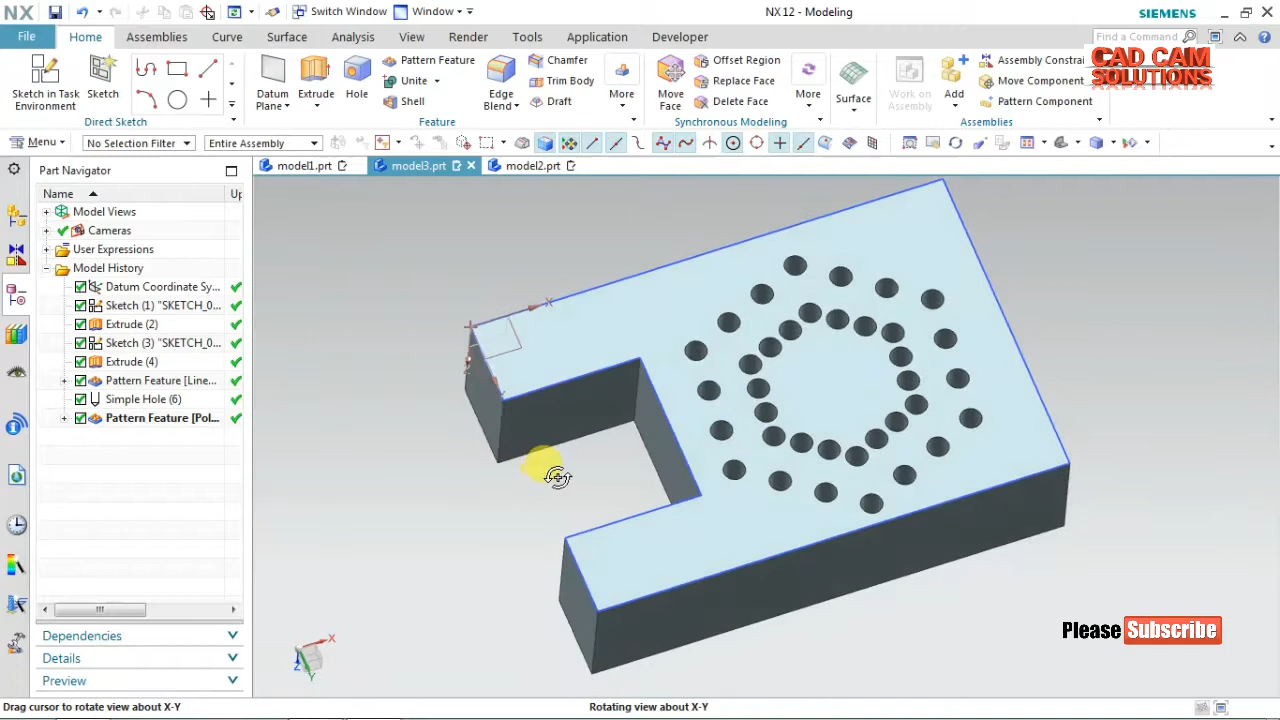 NX
Switch Window
Window
NX 12 - Modeling
SIEMENS
File
Home
Assemblies
Curve
Surface
Analysis
View
Render
Tools
Application
Developer
Find a Command
CAD CAM
SOLUTIONS
Sketch in Task
Environment
Sketch
Direct Sketch
Datum
Plane
Extrude
Hole
Pattern Feature
Unite
Shell
Edge
Blend
Chamfer
Trim Body
Draft
More
Feature
Move
Face
Offset Region
Replace Face
Delete Face
More
Synchronous Modeling
Surface
Work on
Assembly
Add
Assembly Constrai
Move Component
Pattern Component
Assemblies
Menu
No Selection Filter
Entire Assembly
model1.prt
model3.prt
model2.prt
Part Navigator
Name
Up
Model Views
Cameras
User Expressions
Model History
Datum Coordinate Sy...
Sketch (1) "SKETCH_0...
Extrude (2)
Sketch (3) "SKETCH_0...
Extrude (4)
Pattern Feature [Line...
Simple Hole (6)
Pattern Feature [Pol...
Dependencies
Details
Preview
X
X
Z
Y
Please Subscribe
Drag cursor to rotate view about X-Y
Rotating view about X-Y